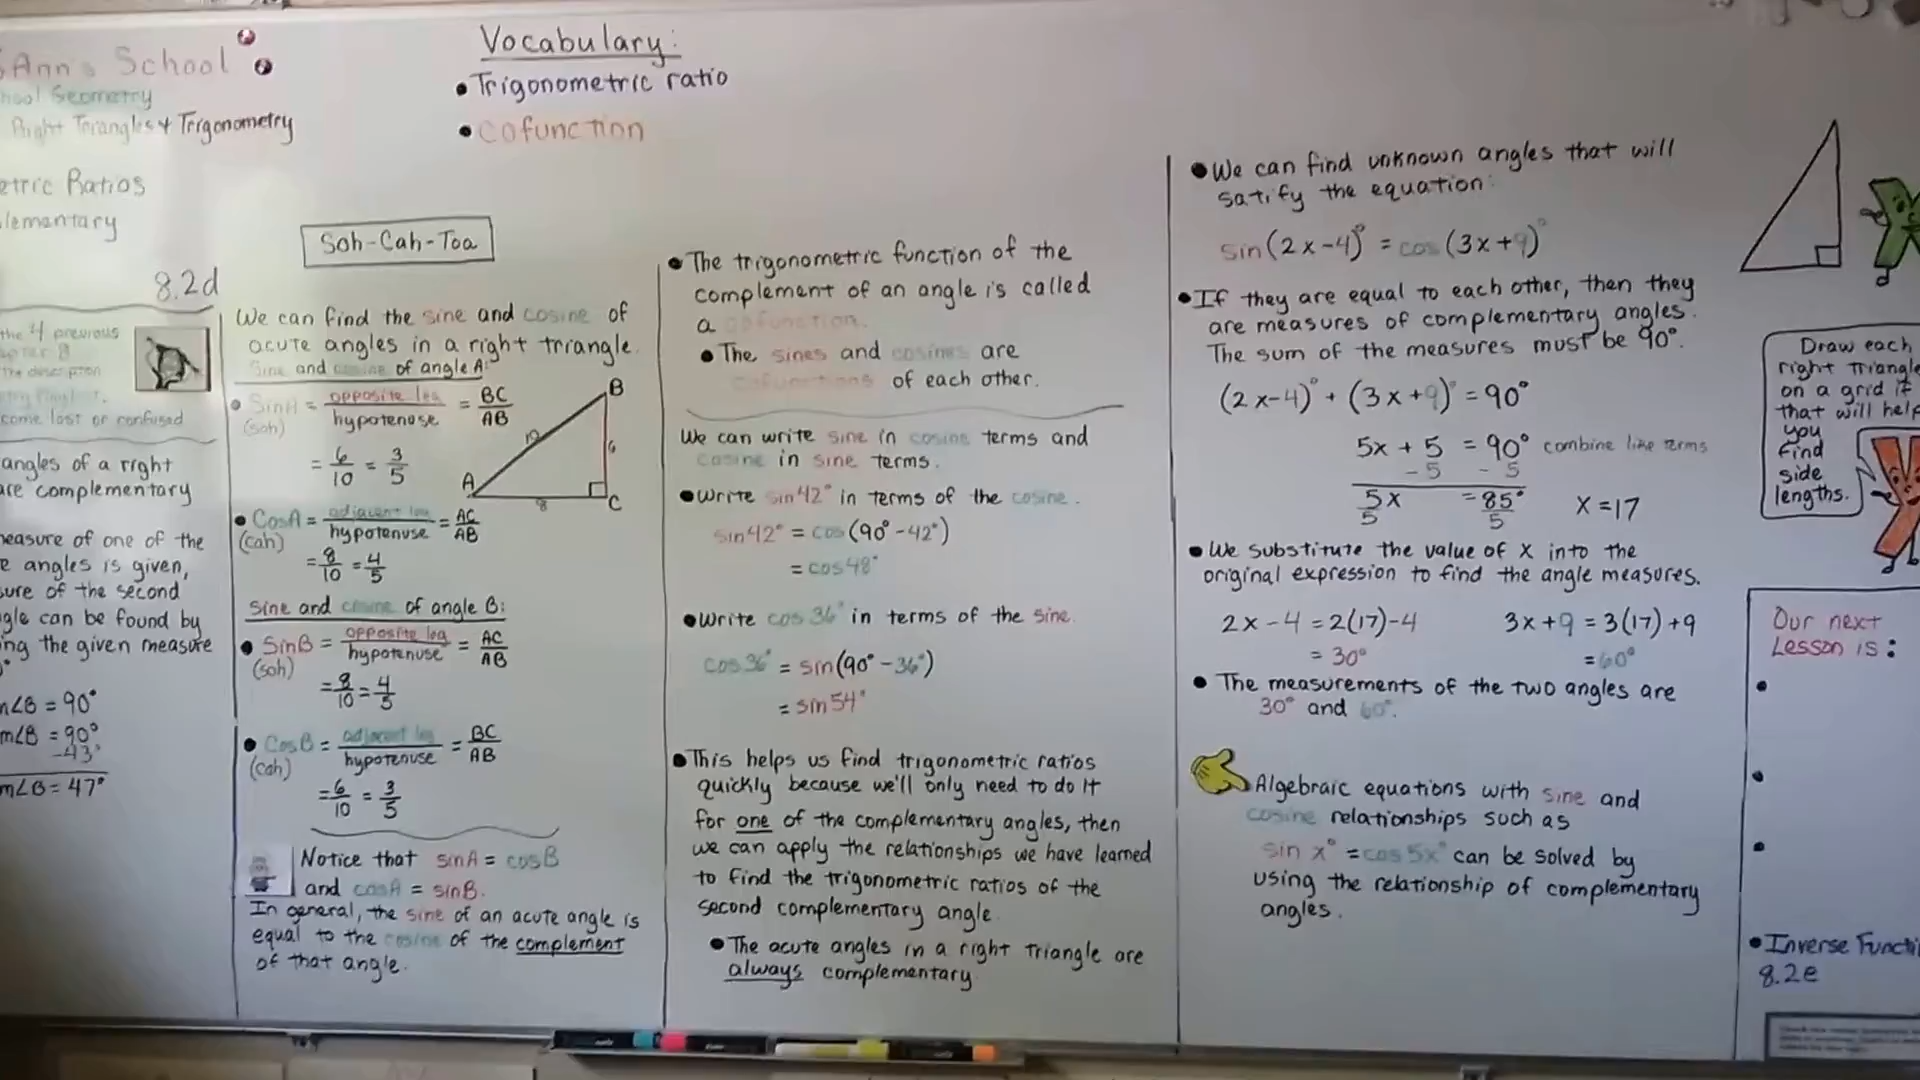 Ann's School
Geometry
Right Triangles & Trigonometry
Ratios
8.2d
the 4 previous
the description
come lost or confused
angles of a right
are complementary
measure of one of the
angles is given,
of the second
can be found by
the given measure
m∠B = 90°
m∠B = 90°
-43°
m∠B = 47°
Vocabulary:
• Trigonometric ratio
• Cofunction
Soh-Cah-Toa
We can find the sine and cosine of
acute angles in a right triangle.
Sine and cosine of angle A:
• SinA = opposite leg / hypotenuse = BC / AB
(soh)
= 6/10 = 3/5
B
10
6
A
8
C
• CosA = adjacent leg / hypotenuse = AC / AB
(cah)
= 8/10 = 4/5
Sine and cosine of angle B:
• SinB = opposite leg / hypotenuse = AC / AB
(soh)
= 8/10 = 4/5
• CosB = adjacent leg / hypotenuse = BC / AB
(cah)
= 6/10 = 3/5
Notice that sinA = cosB
and cosA = sinB.
In general, the sine of an acute angle is
equal to the cosine of the complement
of that angle.
• The trigonometric function of the
complement of an angle is called
a cofunction.
• The sines and cosines are
cofunctions of each other.
We can write sine in cosine terms and
cosine in sine terms.
• Write sin42° in terms of the cosine.
sin42° = cos(90° - 42°)
= cos48°
• Write cos36° in terms of the sine.
cos36° = sin(90° - 36°)
= sin54°
• This helps us find trigonometric ratios
quickly because we'll only need to do it
for one of the complementary angles, then
we can apply the relationships we have learned
to find the trigonometric ratios of the
second complementary angle.
• The acute angles in a right triangle are
always complementary.
• We can find unknown angles that will
satify the equation:
sin(2x-4)° = cos(3x+9)°
• If they are equal to each other, then they
are measures of complementary angles.
The sum of the measures must be 90°.
(2x-4)° + (3x+9)° = 90°
5x + 5 = 90° combine like terms
-5 -5
5x/5 = 85°/5 x = 17
• We substitute the value of x into the
original expression to find the angle measures.
2x - 4 = 2(17) - 4 3x + 9 = 3(17) + 9
= 30° = 60°
• The measurements of the two angles are
30° and 60°.
Algebraic equations with sine and
cosine relationships such as
sin x° = cos 5x° can be solved by
using the relationship of complementary
angles.
Draw each
right triangle
on a grid if
that will help
you
find
side
lengths.
Our next
Lesson is:
•
•
•
• Inverse
8.2e